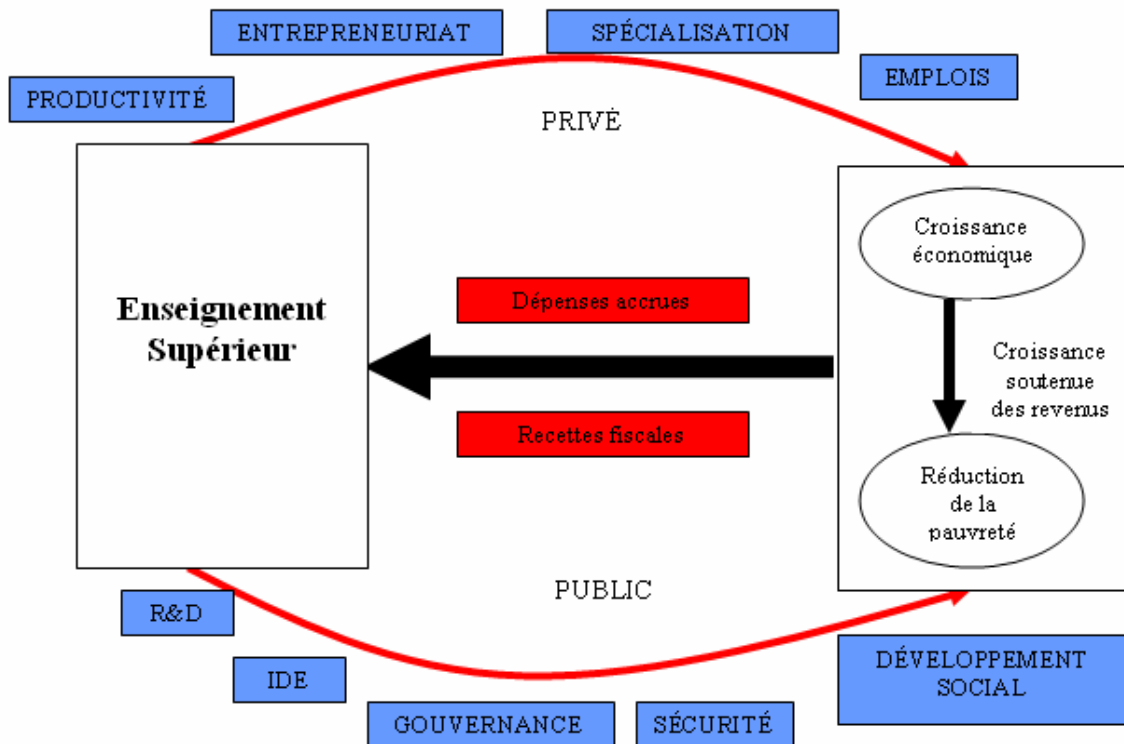 ENTREPRENEURIAT
SPÉCIALISATION
PRODUCTIVITÉ
EMPLOIS
PRIVÉ
Enseignement
Supérieur
Dépenses accrues
Recettes fiscales
Croissance
économique
Croissance
soutenue
des revenus
Réduction
de la
pauvreté
PUBLIC
R&D
IDE
GOUVERNANCE
SÉCURITÉ
DÉVELOPPEMENT
SOCIAL